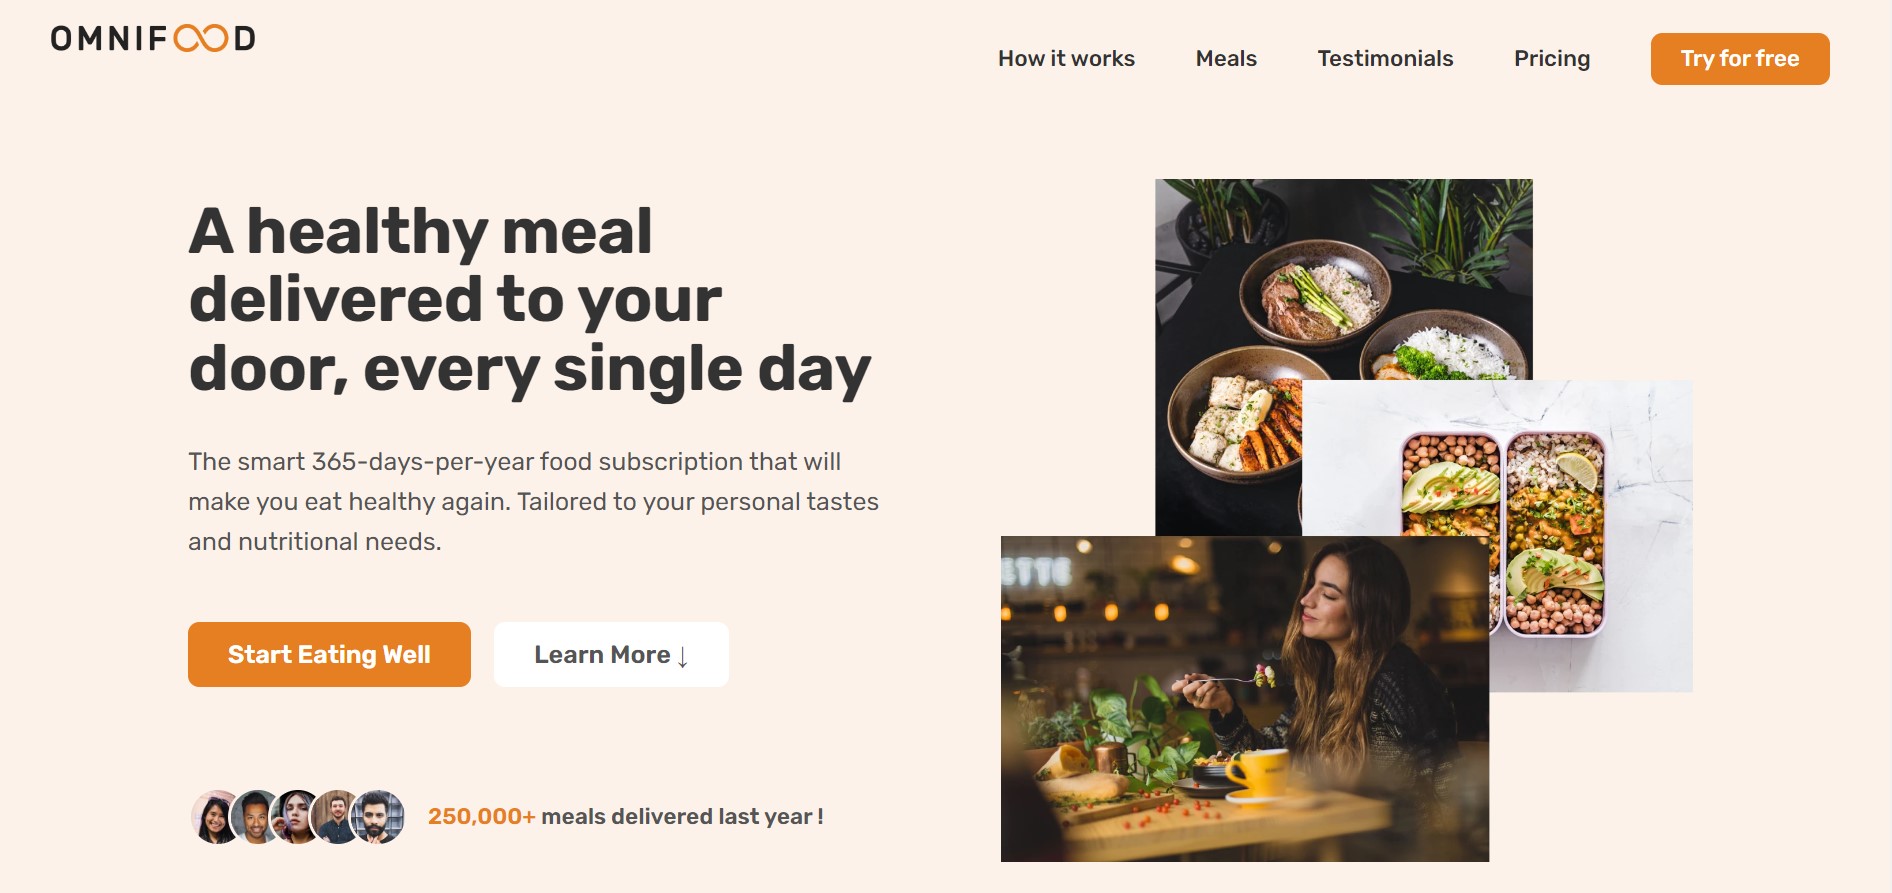 OMNIFOOD
How it works
Meals
Testimonials
Pricing
Try for free
A healthy meal
delivered to your
door, every single day
The smart 365-days-per-year food subscription that will
make you eat healthy again. Tailored to your personal tastes
and nutritional needs.
Start Eating Well
Learn More ↓
250,000+ meals delivered last year !
ETTE